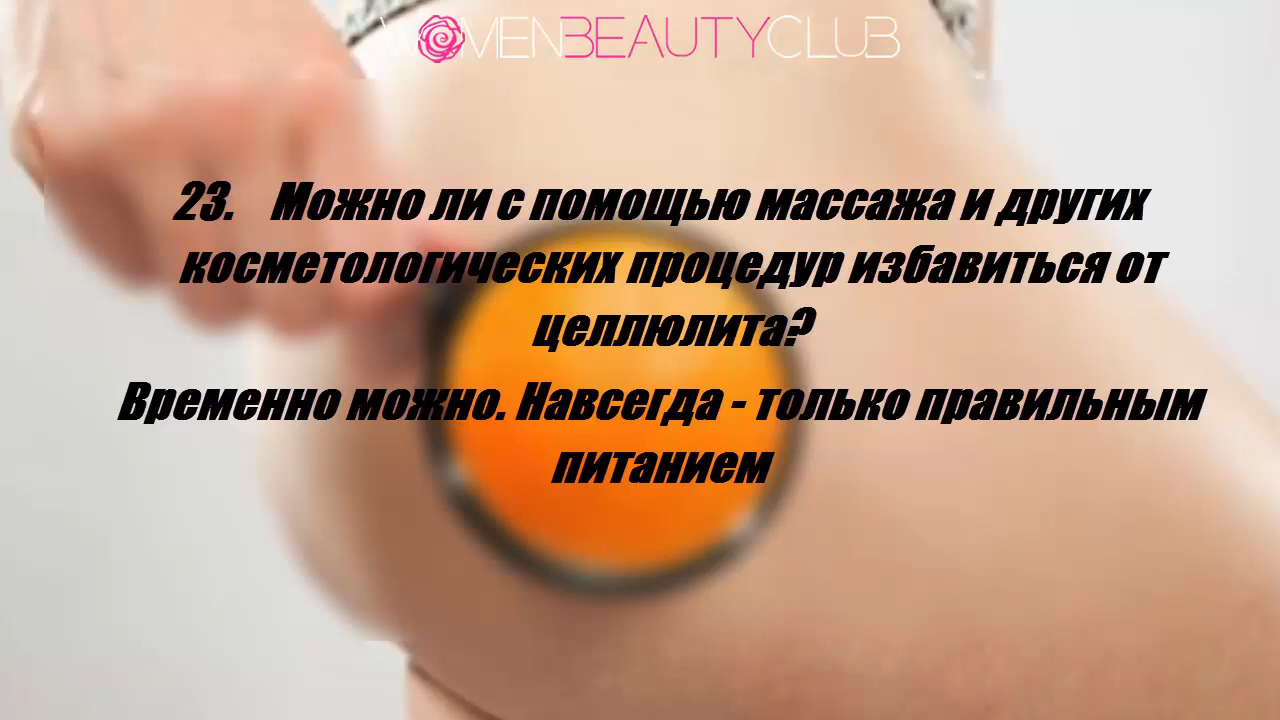 WOMENBEAUTYCLUB
23. Можно ли с помощью массажа и других
косметологических процедур избавиться от
целлюлита?
Временно можно. Навсегда - только правильным
питанием